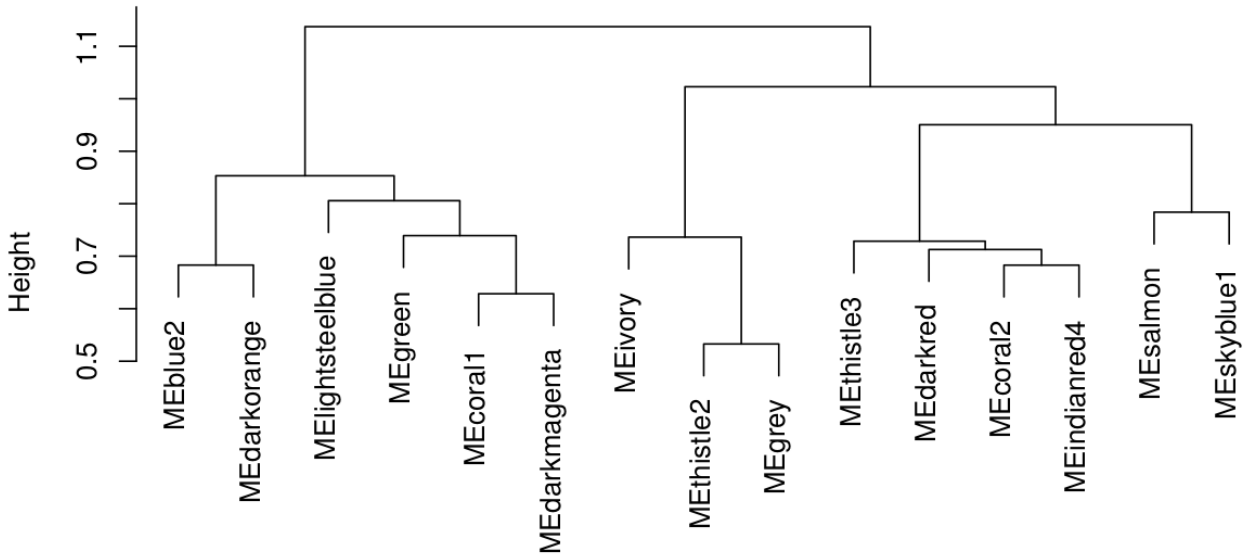 Height
1.1
0.9
0.7
0.5
MEblue2
MEdarkorange
MElightsteelblue
MEgreen
MEcoral1
MEdarkmagenta
MEivory
MEthistle2
MEgrey
MEthistle3
MEdarkred
MEcoral2
MEindianred4
MEsalmon
MEskyblue1